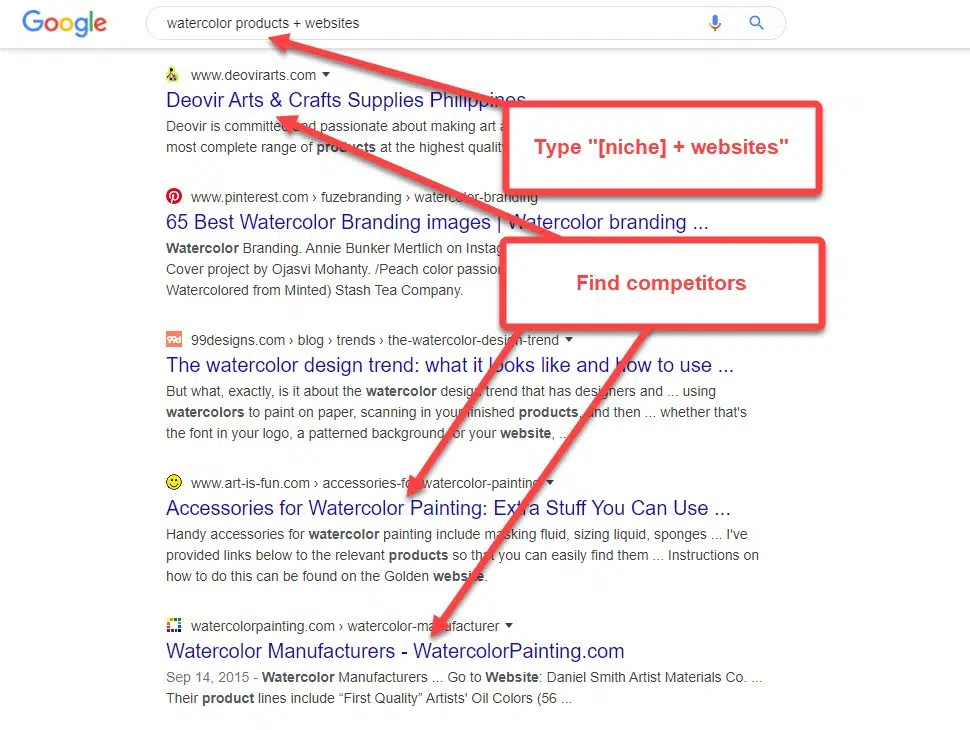 Google
watercolor products + websites
www.deovirarts.com
Deovir Arts & Crafts Supplies Philippines
Deovir is committed and passionate about making art a
most complete range of products at the highest qualit
Type "[niche] + websites"
www.pinterest.com › fuzebranding › watercolor-branding
65 Best Watercolor Branding images | Watercolor branding ...
Watercolor Branding. Annie Bunker Mertlich on Instag
Cover project by Ojasvi Mohanty. /Peach color passion
Watercolored from Minted) Stash Tea Company.
Find competitors
99d
99designs.com › blog › trends › the-watercolor-design-trend
The watercolor design trend: what it looks like and how to use ...
But what, exactly, is it about the watercolor design trend that has designers and ... using
watercolors to paint on paper, scanning in your finished products, and then ... whether that's
the font in your logo, a patterned background for your website, ...
www.art-is-fun.com › accessories-for-watercolor-painting
Accessories for Watercolor Painting: Extra Stuff You Can Use ...
Handy accessories for watercolor painting include masking fluid, sizing liquid, sponges ... I've
provided links below to the relevant products so that you can easily find them ... Instructions on
how to do this can be found on the Golden website.
watercolorpainting.com › watercolor-manufacturer
Watercolor Manufacturers - WatercolorPainting.com
Sep 14, 2015 - Watercolor Manufacturers ... Go to Website: Daniel Smith Artist Materials Co. ...
Their product lines include “First Quality” Artists' Oil Colors (56 ...